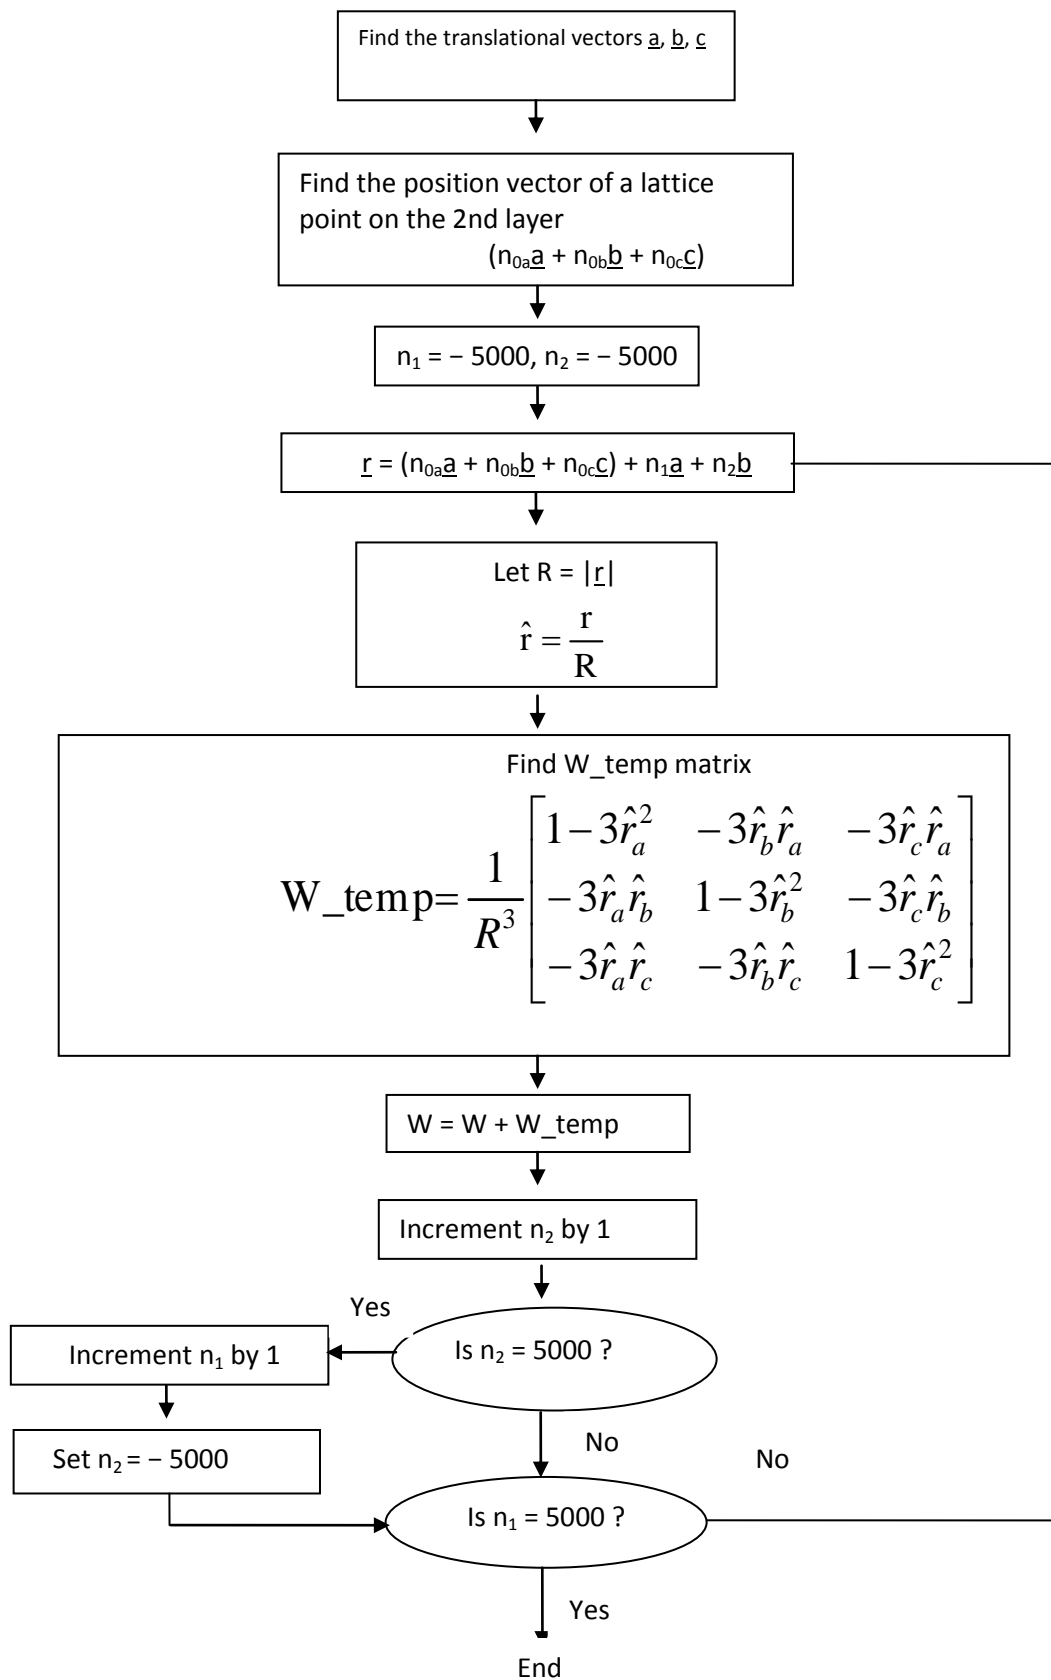 Find the translational vectors a, b, c
Find the position vector of a lattice
point on the 2nd layer
(n₀ₐa + n₀bb + n₀cc)
n₁ = − 5000, n₂ = − 5000
r = (n₀ₐa + n₀bb + n₀cc) + n₁a + n₂b
Let R = |r|
r̂ = r/R
Find W_temp matrix
W_temp= 1/R³ [1−3r̂ₐ² −3r̂br̂ₐ −3r̂cr̂ₐ
−3r̂ₐr̂b 1−3r̂b² −3r̂cr̂b
−3r̂ₐr̂c −3r̂br̂c 1−3r̂c²]
W = W + W_temp
Increment n₂ by 1
Yes
Is n₂ = 5000 ?
Increment n₁ by 1
No
Set n₂ = − 5000
No
Is n₁ = 5000 ?
Yes
End